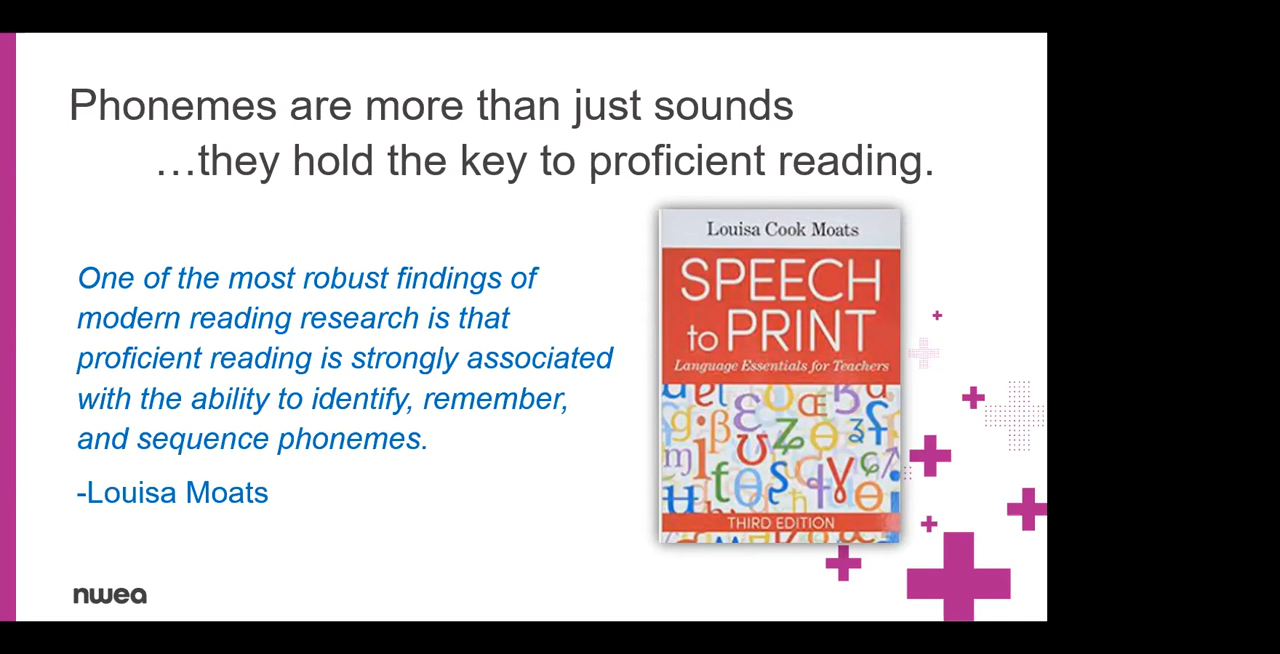 Phonemes are more than just sounds
…they hold the key to proficient reading.
One of the most robust findings of
modern reading research is that
proficient reading is strongly associated
with the ability to identify, remember,
and sequence phonemes.
-Louisa Moats
Louisa Cook Moats
SPEECH
to PRINT
Language Essentials for Teachers
THIRD EDITION
nwea